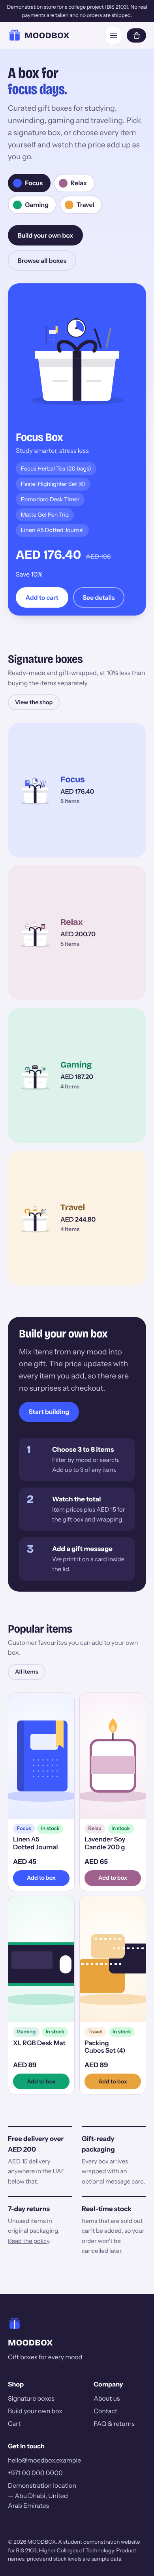 Demonstration store for a college project (BIS 2103). No real
payments are taken and no orders are shipped.
MOODBOX
A box for
focus days.
Curated gift boxes for studying,
unwinding, gaming and travelling. Pick
a signature box, or choose every item
yourself and watch the price add up as
you go.
Focus
Relax
Gaming
Travel
Build your own box
Browse all boxes
Focus Box
Study smarter, stress less
Focus Herbal Tea (20 bags)
Pastel Highlighter Set (6)
Pomodoro Desk Timer
Matte Gel Pen Trio
Linen A5 Dotted Journal
AED 176.40 AED 196
Save 10%
Add to cart
See details
Signature boxes
Ready-made and gift-wrapped, at 10% less than
buying the items separately.
View the shop
Focus
AED 176.40
5 items
Relax
AED 200.70
5 items
Gaming
AED 187.20
4 items
Travel
AED 244.80
4 items
Build your own box
Mix items from any mood into
one gift. The price updates with
every item you add, so there are
no surprises at checkout.
Start building
1
Choose 3 to 8 items
Filter by mood or search.
Add up to 3 of any item.
2
Watch the total
Item prices plus AED 15 for
the gift box and wrapping.
3
Add a gift message
We print it on a card inside
the lid.
Popular items
Customer favourites you can add to your own
box.
All items
Focus In stock
Linen A5
Dotted Journal
AED 45
Add to box
Relax In stock
Lavender Soy
Candle 200 g
AED 65
Add to box
Gaming In stock
XL RGB Desk Mat
AED 89
Add to box
Travel In stock
Packing
Cubes Set (4)
AED 89
Add to box
Free delivery over
AED 200
AED 15 delivery
anywhere in the UAE
below that.
Gift-ready
packaging
Every box arrives
wrapped with an
optional message card.
7-day returns
Unused items in
original packaging.
Read the policy.
Real-time stock
Items that are sold out
can't be added, so your
order won't be
cancelled later.
MOODBOX
Gift boxes for every mood
Shop
Signature boxes
Build your own box
Cart
Company
About us
Contact
FAQ & returns
Get in touch
hello@moodbox.example
+971 00 000 0000
Demonstration location
— Abu Dhabi, United
Arab Emirates
© 2026 MOODBOX. A student demonstration website
for BIS 2103, Higher Colleges of Technology. Product
names, prices and stock levels are sample data.